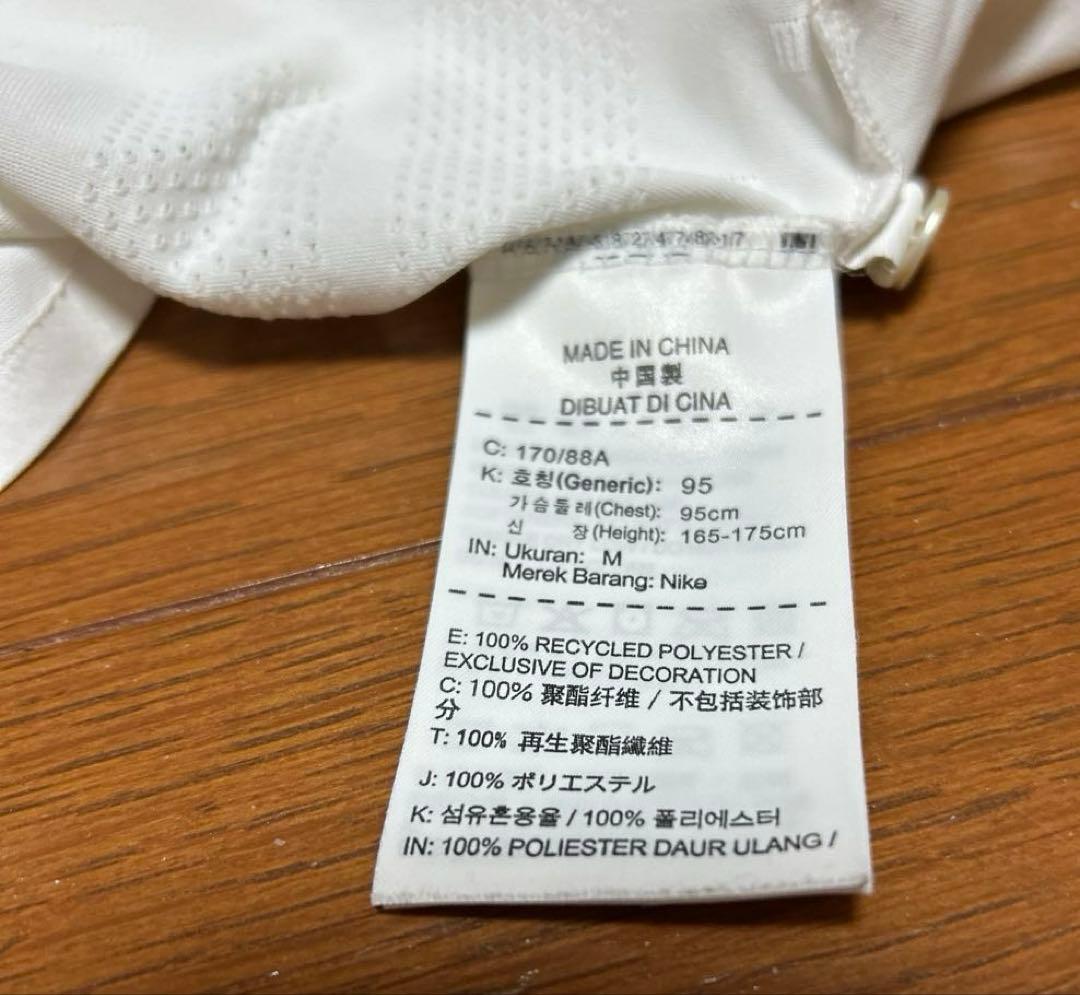 MADE IN CHINA
中国製
DIBUAT DI CINA
C: 170/88A
K: 호칭(Generic): 95
가슴둘레(Chest): 95cm
신 장(Height): 165-175cm
IN: Ukuran: M
Merek Barang: Nike
E: 100% RECYCLED POLYESTER /
EXCLUSIVE OF DECORATION
C: 100% 聚酯纤维 / 不包括装饰部
分
T: 100% 再生聚酯纖維
J: 100% ポリエステル
K: 섬유혼용율 / 100% 폴리에스터
IN: 100% POLIESTER DAUR ULANG /